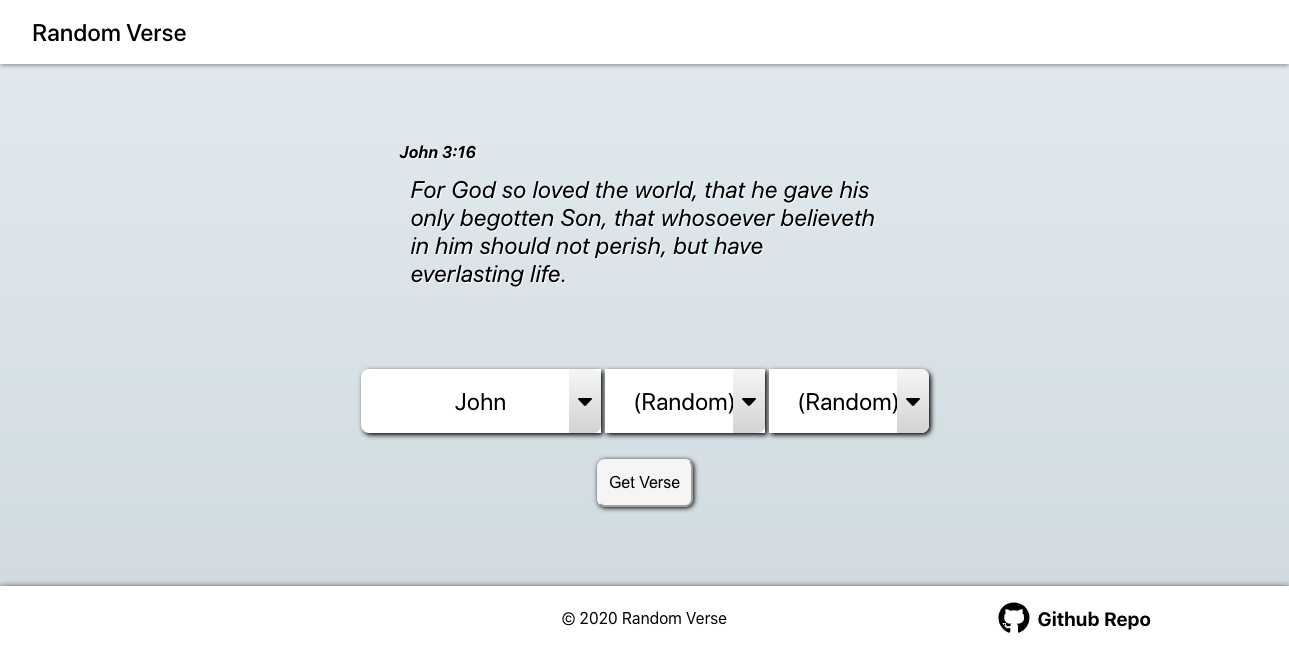 Random Verse
John 3:16
For God so loved the world, that he gave his
only begotten Son, that whosoever believeth
in him should not perish, but have
everlasting life.
John (Random) (Random)
Get Verse
© 2020 Random Verse Github Repo